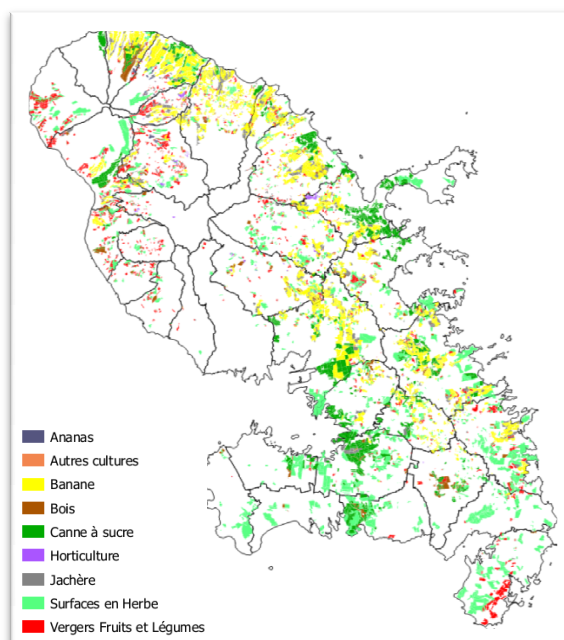 Ananas
Autres cultures
Banane
Bois
Canne à sucre
Horticulture
Jachère
Surfaces en Herbe
Vergers Fruits et Légumes